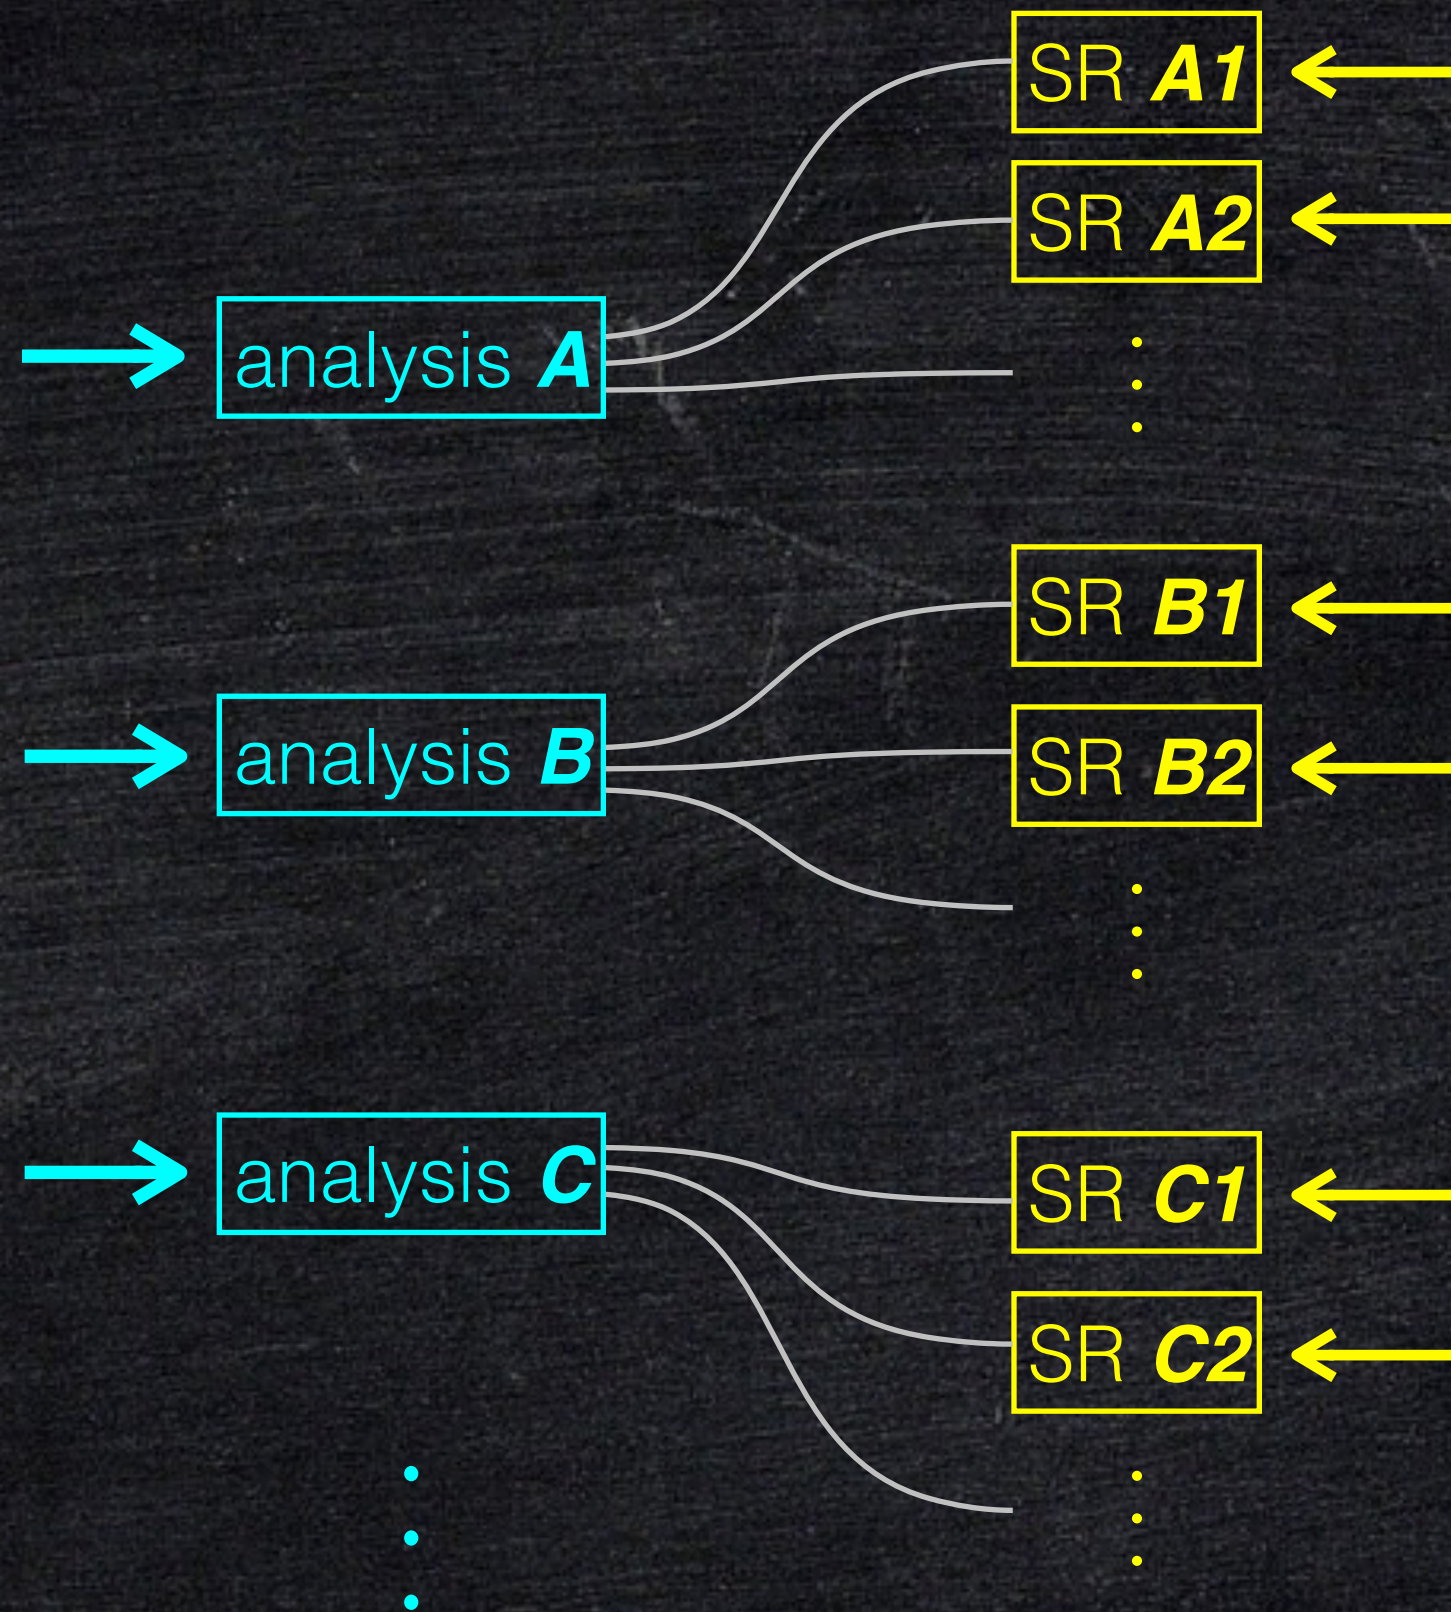 SR A1
SR A2
analysis A
SR B1
analysis B
SR B2
analysis C
SR C1
SR C2